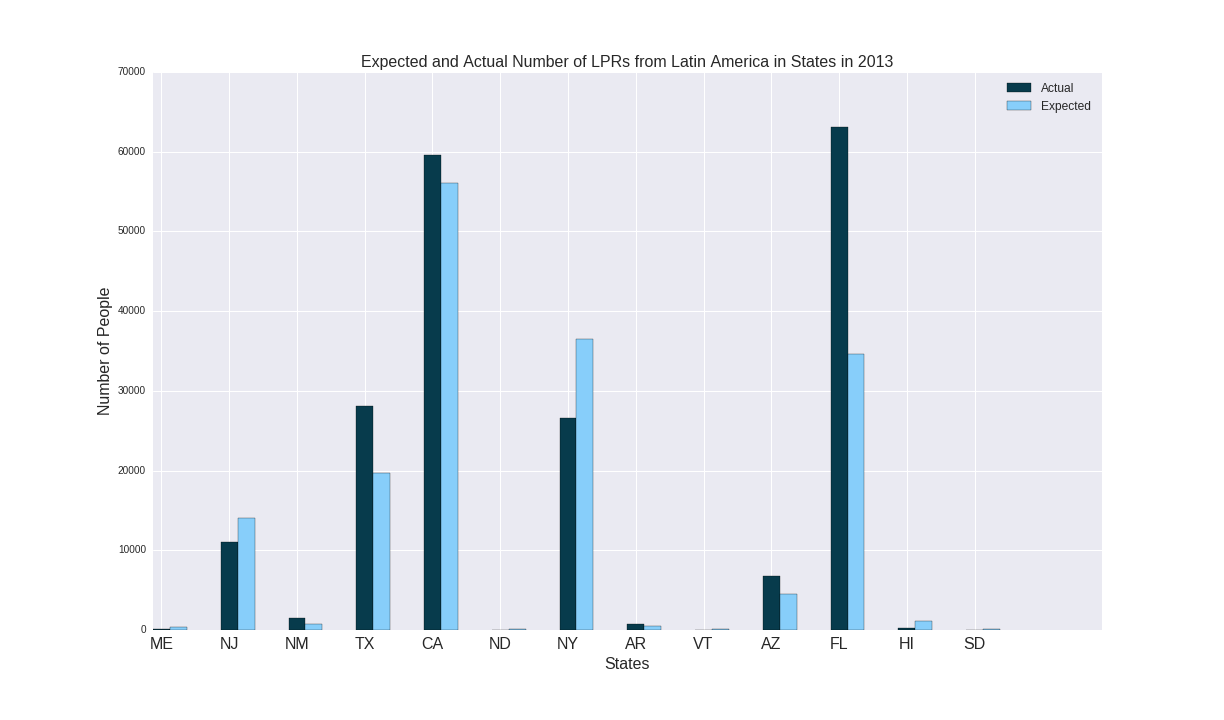 Expected and Actual Number of LPRs from Latin America in States in 2013
Actual
Expected
Number of People
70000
60000
50000
40000
30000
20000
10000
0
ME NJ NM TX CA ND NY AR VT AZ FL HI SD
States